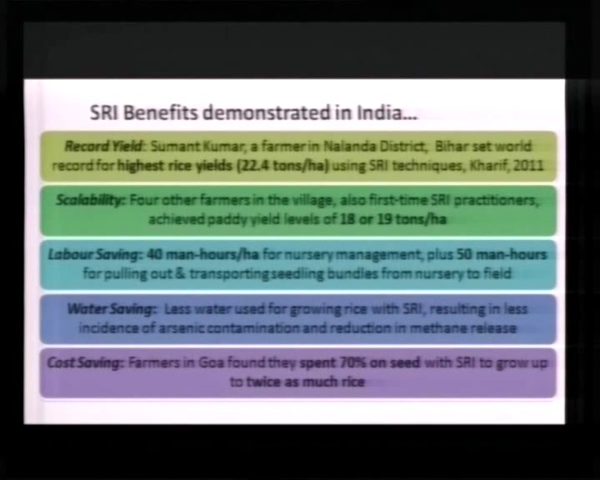 SRI Benefits demonstrated in India...
Record Yield: Sumant Kumar, a farmer in Nalanda District, Bihar set world
record for highest rice yields (22.4 tons/ha) using SRI techniques, Kharif, 2011
Scalability: Four other farmers in the village, also first-time SRI practitioners,
achieved paddy yield levels of 18 or 19 tons/ha
Labour Saving: 40 man-hours/ha for nursery management, plus 50 man-hours
for pulling out & transporting seedling bundles from nursery to field
Water Saving: Less water used for growing rice with SRI, resulting in less
incidence of arsenic contamination and reduction in methane release
Cost Saving: Farmers in Goa found they spent 70% on seed with SRI to grow up
to twice as much rice